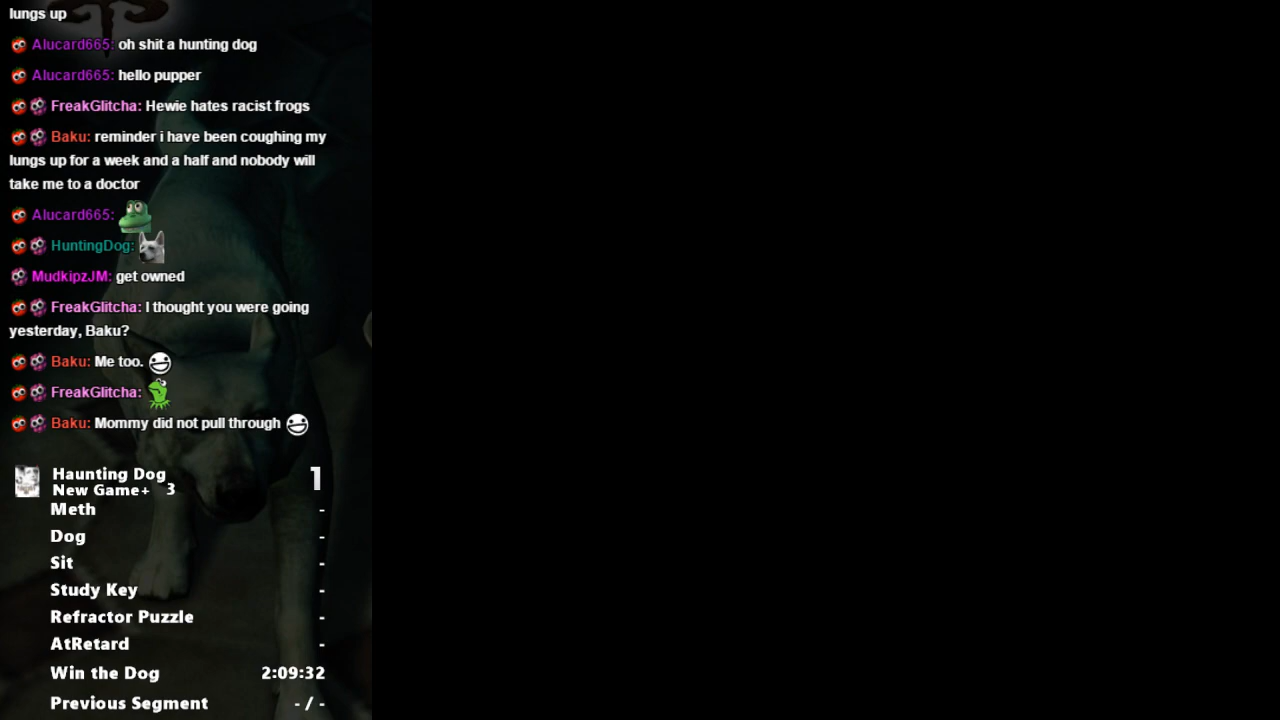 lungs up
Alucard665: oh shit a hunting dog
Alucard665: hello pupper
FreakGlitcha: Hewie hates racist frogs
Baku: reminder i have been coughing my
lungs up for a week and a half and nobody will
take me to a doctor
Alucard665:
HuntingDog:
MudkipzJM: get owned
FreakGlitcha: I thought you were going
yesterday, Baku?
Baku: Me too.
FreakGlitcha:
Baku: Mommy did not pull through
Haunting Dog 1
New Game+ 3
Meth -
Dog -
Sit -
Study Key -
Refractor Puzzle -
AtRetard -
Win the Dog 2:09:32
Previous Segment - / -